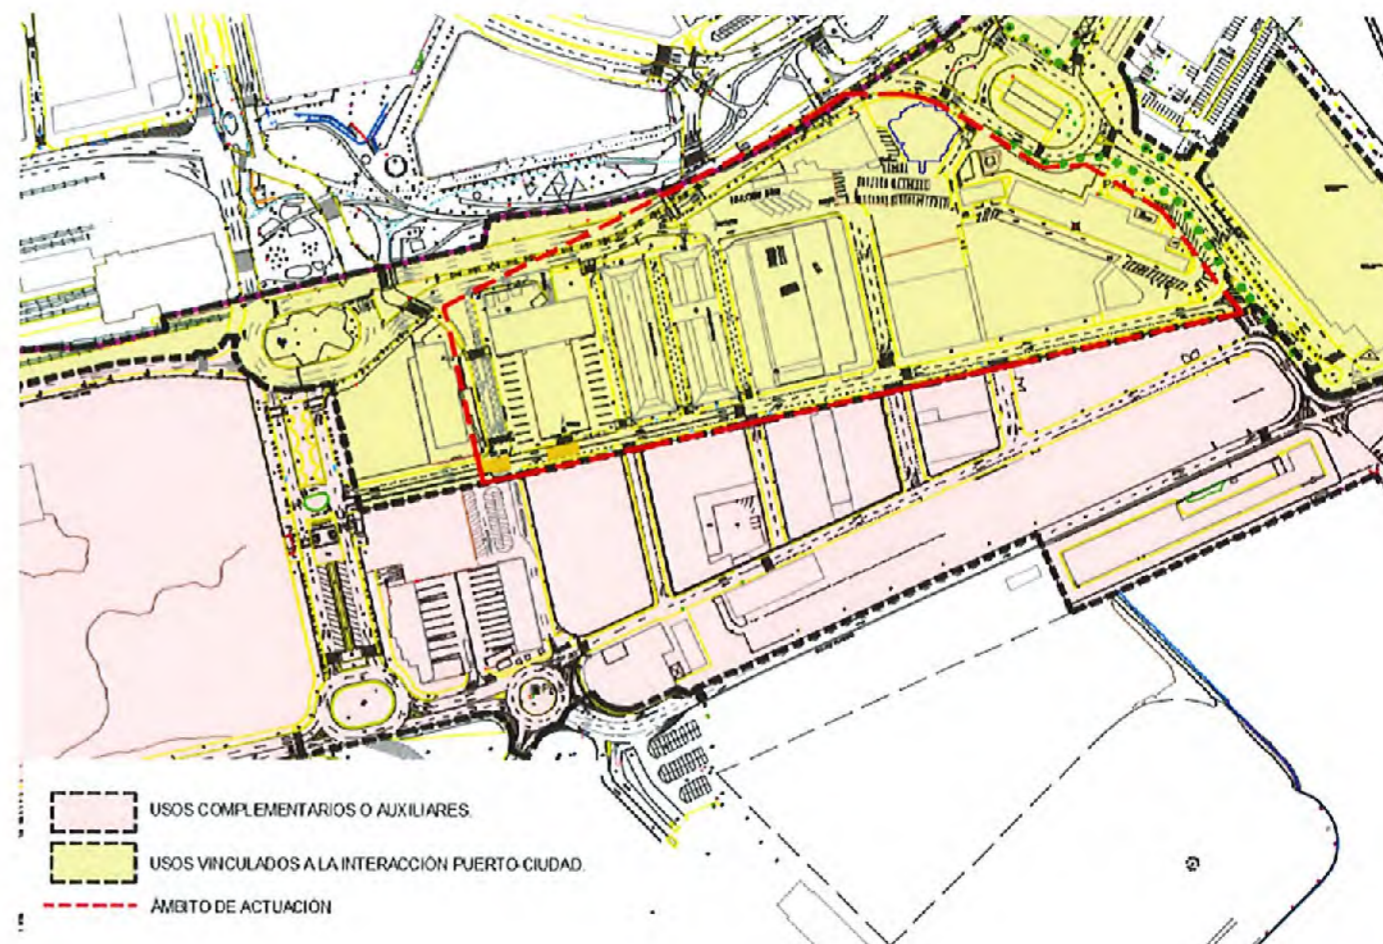 USOS COMPLEMENTARIOS O AUXILIARES.
USOS VINCULADOS A LA INTERACCIÓN PUERTO-CIUDAD.
ÁMBITO DE ACTUACIÓN